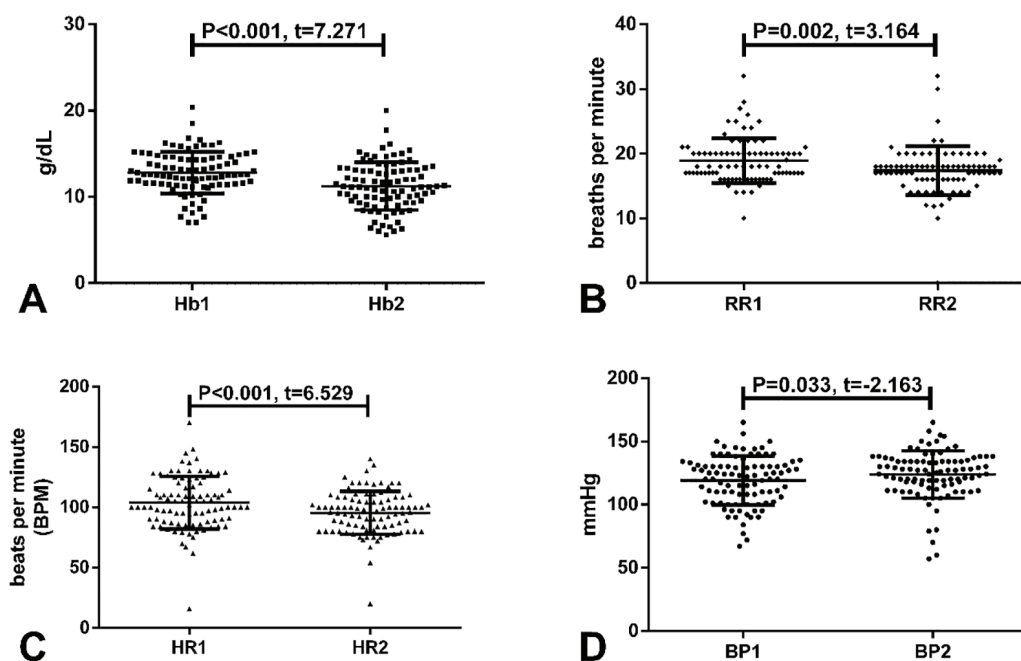 30
P<0.001, t=7.271
20
g/dL
10
0
A
Hb1
Hb2
40
P=0.002, t=3.164
30
breaths per minute
20
10
0
B
RR1
RR2
200
P<0.001, t=6.529
150
beats per minute
(BPM)
100
50
0
C
HR1
HR2
200
P=0.033, t=-2.163
150
mmHg
100
50
0
D
BP1
BP2